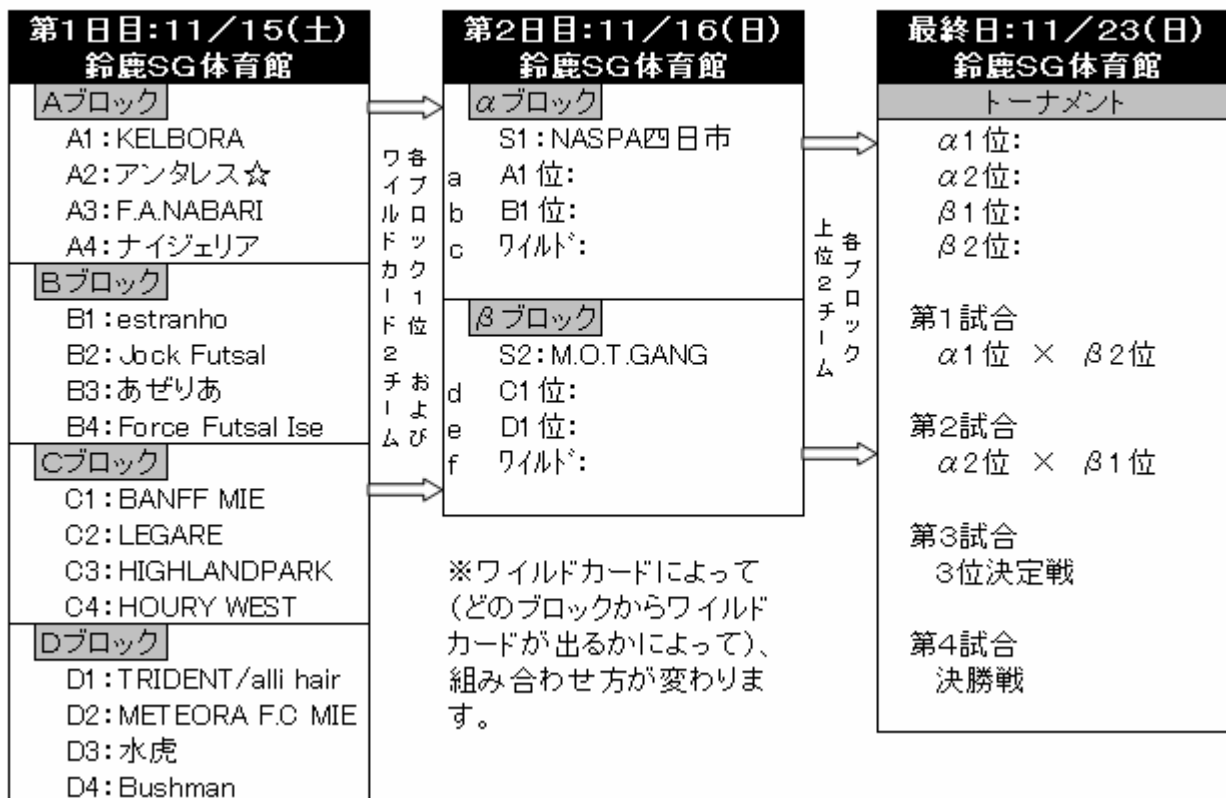 第1日目:11／15(土)
鈴鹿SG体育館
Aブロック
A1:KELBORA
A2:アンタレス☆
A3:F.A.NABARI
A4:ナイジェリア
Bブロック
B1:estranho
B2:Jock Futsal
B3:あぜりあ
B4:Force Futsal Ise
Cブロック
C1:BANFF MIE
C2:LEGARE
C3:HIGHLANDPARK
C4:HOURY WEST
Dブロック
D1:TRIDENT/alli hair
D2:METEORA F.C MIE
D3:水虎
D4:Bushman
各ブロック1位 および
ワイルドカード2チーム
第2日目:11／16(日)
鈴鹿SG体育館
αブロック
S1:NASPA四日市
a A1位:
b B1位:
c ワイルド:
βブロック
S2:M.O.T.GANG
d C1位:
e D1位:
f ワイルド:
※ワイルドカードによって
(どのブロックからワイルド
カードが出るかによって)、
組み合わせ方が変わりま
す。
各ブロック
上位2チーム
最終日:11／23(日)
鈴鹿SG体育館
トーナメント
α1位:
α2位:
β1位:
β2位:
第1試合
α1位 × β2位
第2試合
α2位 × β1位
第3試合
3位決定戦
第4試合
決勝戦